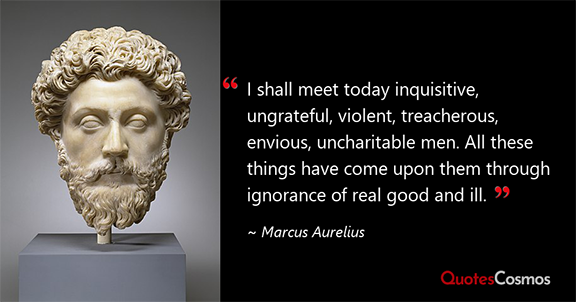 “ I shall meet today inquisitive,
ungrateful, violent, treacherous,
envious, uncharitable men. All these
things have come upon them through
ignorance of real good and ill. ”
~ Marcus Aurelius
QuotesCosmos